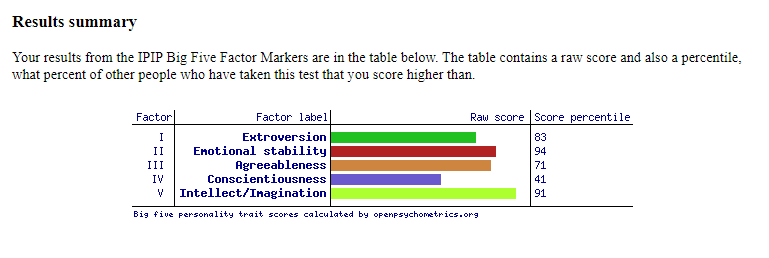 Results summary
Your results from the IPIP Big Five Factor Markers are in the table below. The table contains a raw score and also a percentile,
what percent of other people who have taken this test that you score higher than.
Factor Factor label Raw score Score percentile
I Extroversion 83
II Emotional stability 94
III Agreeableness 71
IV Conscientiousness 41
V Intellect/Imagination 91
Big five personality trait scores calculated by openpsychometrics.org